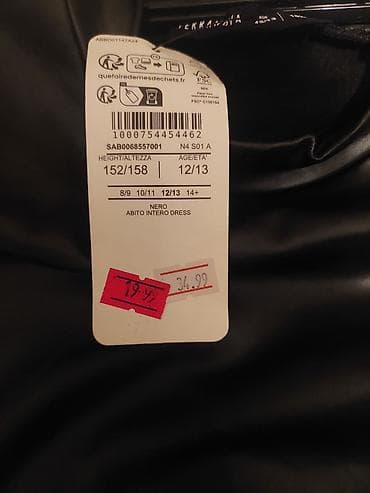 quefairedemesdechets.fr
FSC
1000754454462
SAB0068557001 N4 S01 A
HEIGHT/ALTEZZA AGE/ETA'
152/158 12/13
8/9 10/11 12/13 14+
NERO
ABITO INTERO DRESS
34.99
19.99